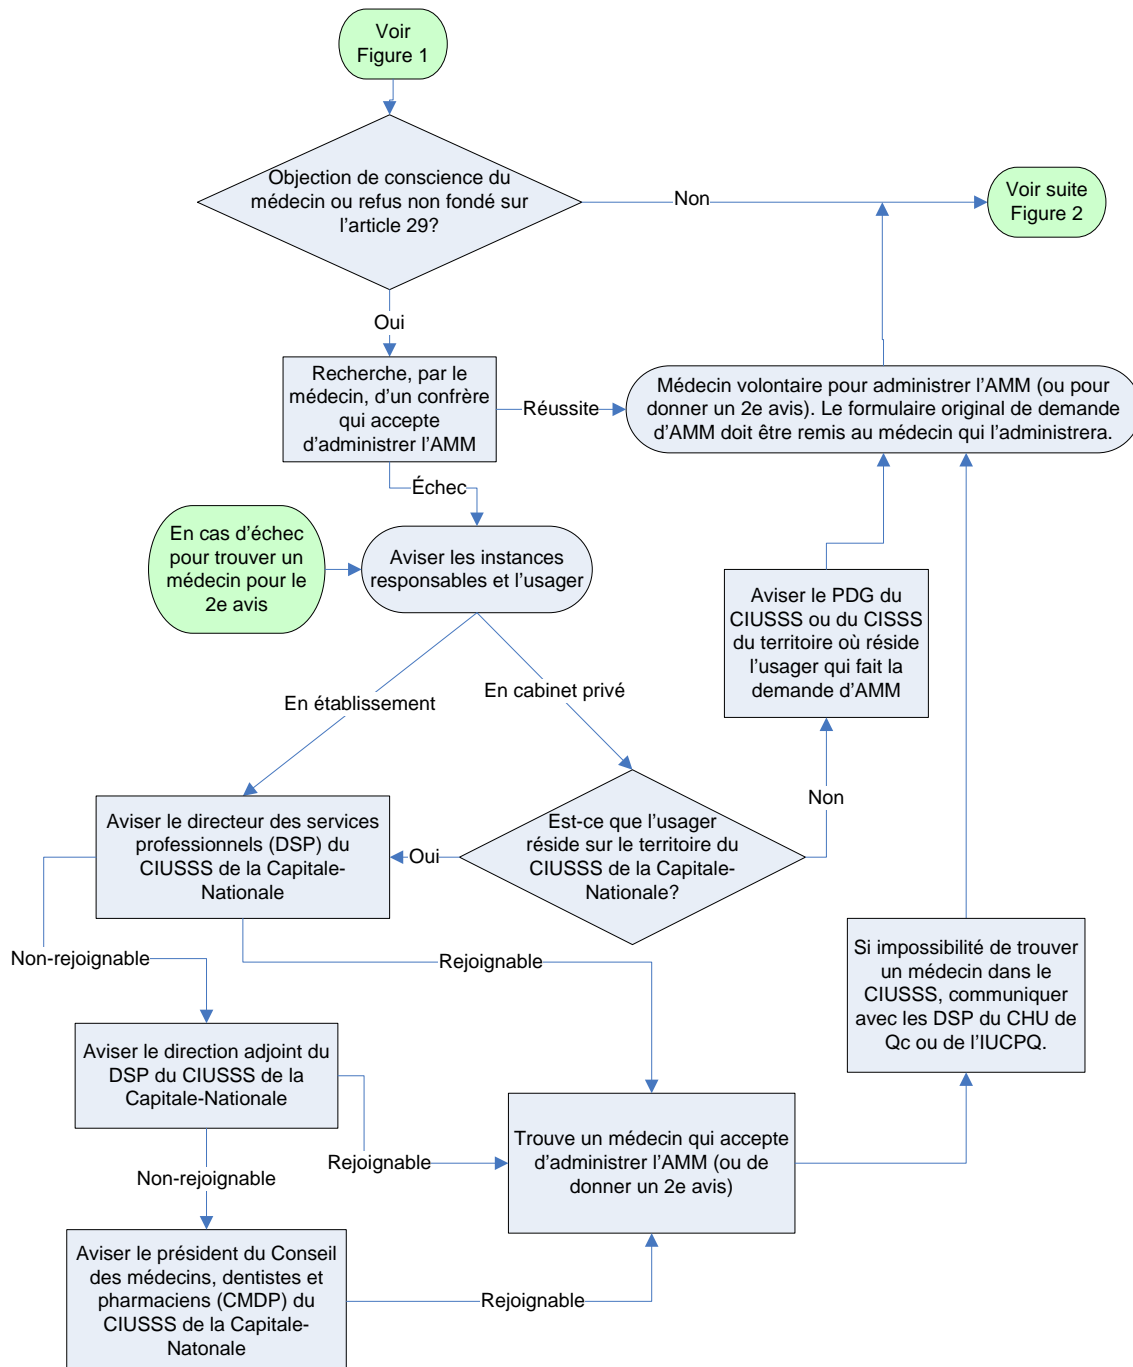 Voir
Figure 1
Objection de conscience du
médecin ou refus non fondé sur
l'article 29?
Non
Voir suite
Figure 2
Oui
Recherche, par le
médecin, d'un confrère
qui accepte
d'administrer l'AMM
Réussite
Médecin volontaire pour administrer l'AMM (ou pour
donner un 2e avis). Le formulaire original de demande
d'AMM doit être remis au médecin qui l'administrera.
Échec
En cas d'échec
pour trouver un
médecin pour le
2e avis
Aviser les instances
responsables et l'usager
Aviser le PDG du
CIUSSS ou du CISSS
du territoire où réside
l'usager qui fait la
demande d'AMM
En établissement
En cabinet privé
Non
Aviser le directeur des services
professionnels (DSP) du
CIUSSS de la Capitale-
Nationale
Oui
Est-ce que l'usager
réside sur le territoire du
CIUSSS de la Capitale-
Nationale?
Non-rejoignable
Rejoignable
Si impossibilité de trouver
un médecin dans le
CIUSSS, communiquer
avec les DSP du CHU de
Qc ou de l'IUCPQ.
Aviser le direction adjoint du
DSP du CIUSSS de la
Capitale-Nationale
Rejoignable
Trouve un médecin qui accepte
d'administrer l'AMM (ou de
donner un 2e avis)
Non-rejoignable
Aviser le président du Conseil
des médecins, dentistes et
pharmaciens (CMDP) du
CIUSSS de la Capitale-
Natonale
Rejoignable